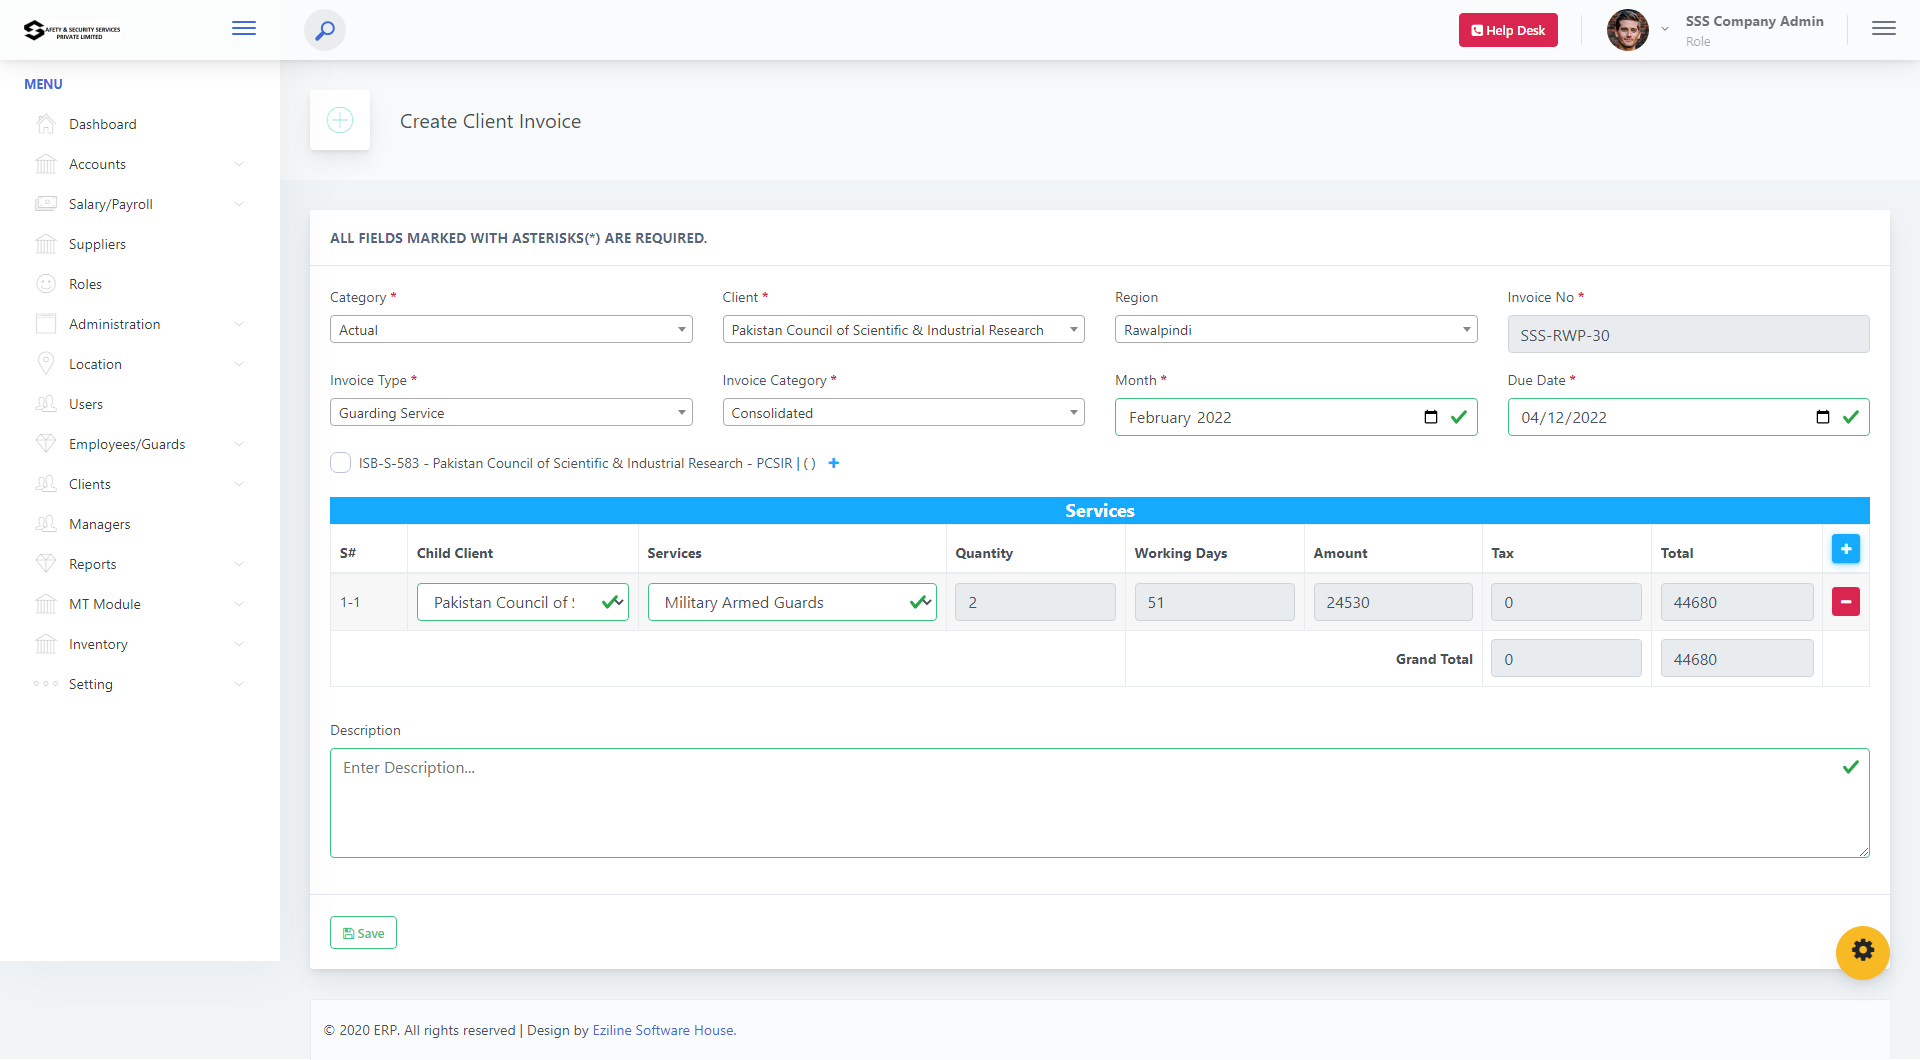 AFETY & SECURITY SERVICES
PRIVATE LIMITED
Help Desk
SSS Company Admin
Role
MENU
Dashboard
Accounts
Salary/Payroll
Suppliers
Roles
Administration
Location
Users
Employees/Guards
Clients
Managers
Reports
MT Module
Inventory
Setting
Create Client Invoice
ALL FIELDS MARKED WITH ASTERISKS(*) ARE REQUIRED.
Category * Client * Region Invoice No *
Actual Pakistan Council of Scientific & Industrial Research Rawalpindi SSS-RWP-30
Invoice Type * Invoice Category * Month * Due Date *
Guarding Service Consolidated February 2022 04/12/2022
ISB-S-583 - Pakistan Council of Scientific & Industrial Research - PCSIR | ( )
Services
S# Child Client Services Quantity Working Days Amount Tax Total
1-1 Pakistan Council of Military Armed Guards 2 51 24530 0 44680
Grand Total 0 44680
Description
Enter Description...
Save
© 2020 ERP. All rights reserved | Design by Eziline Software House.